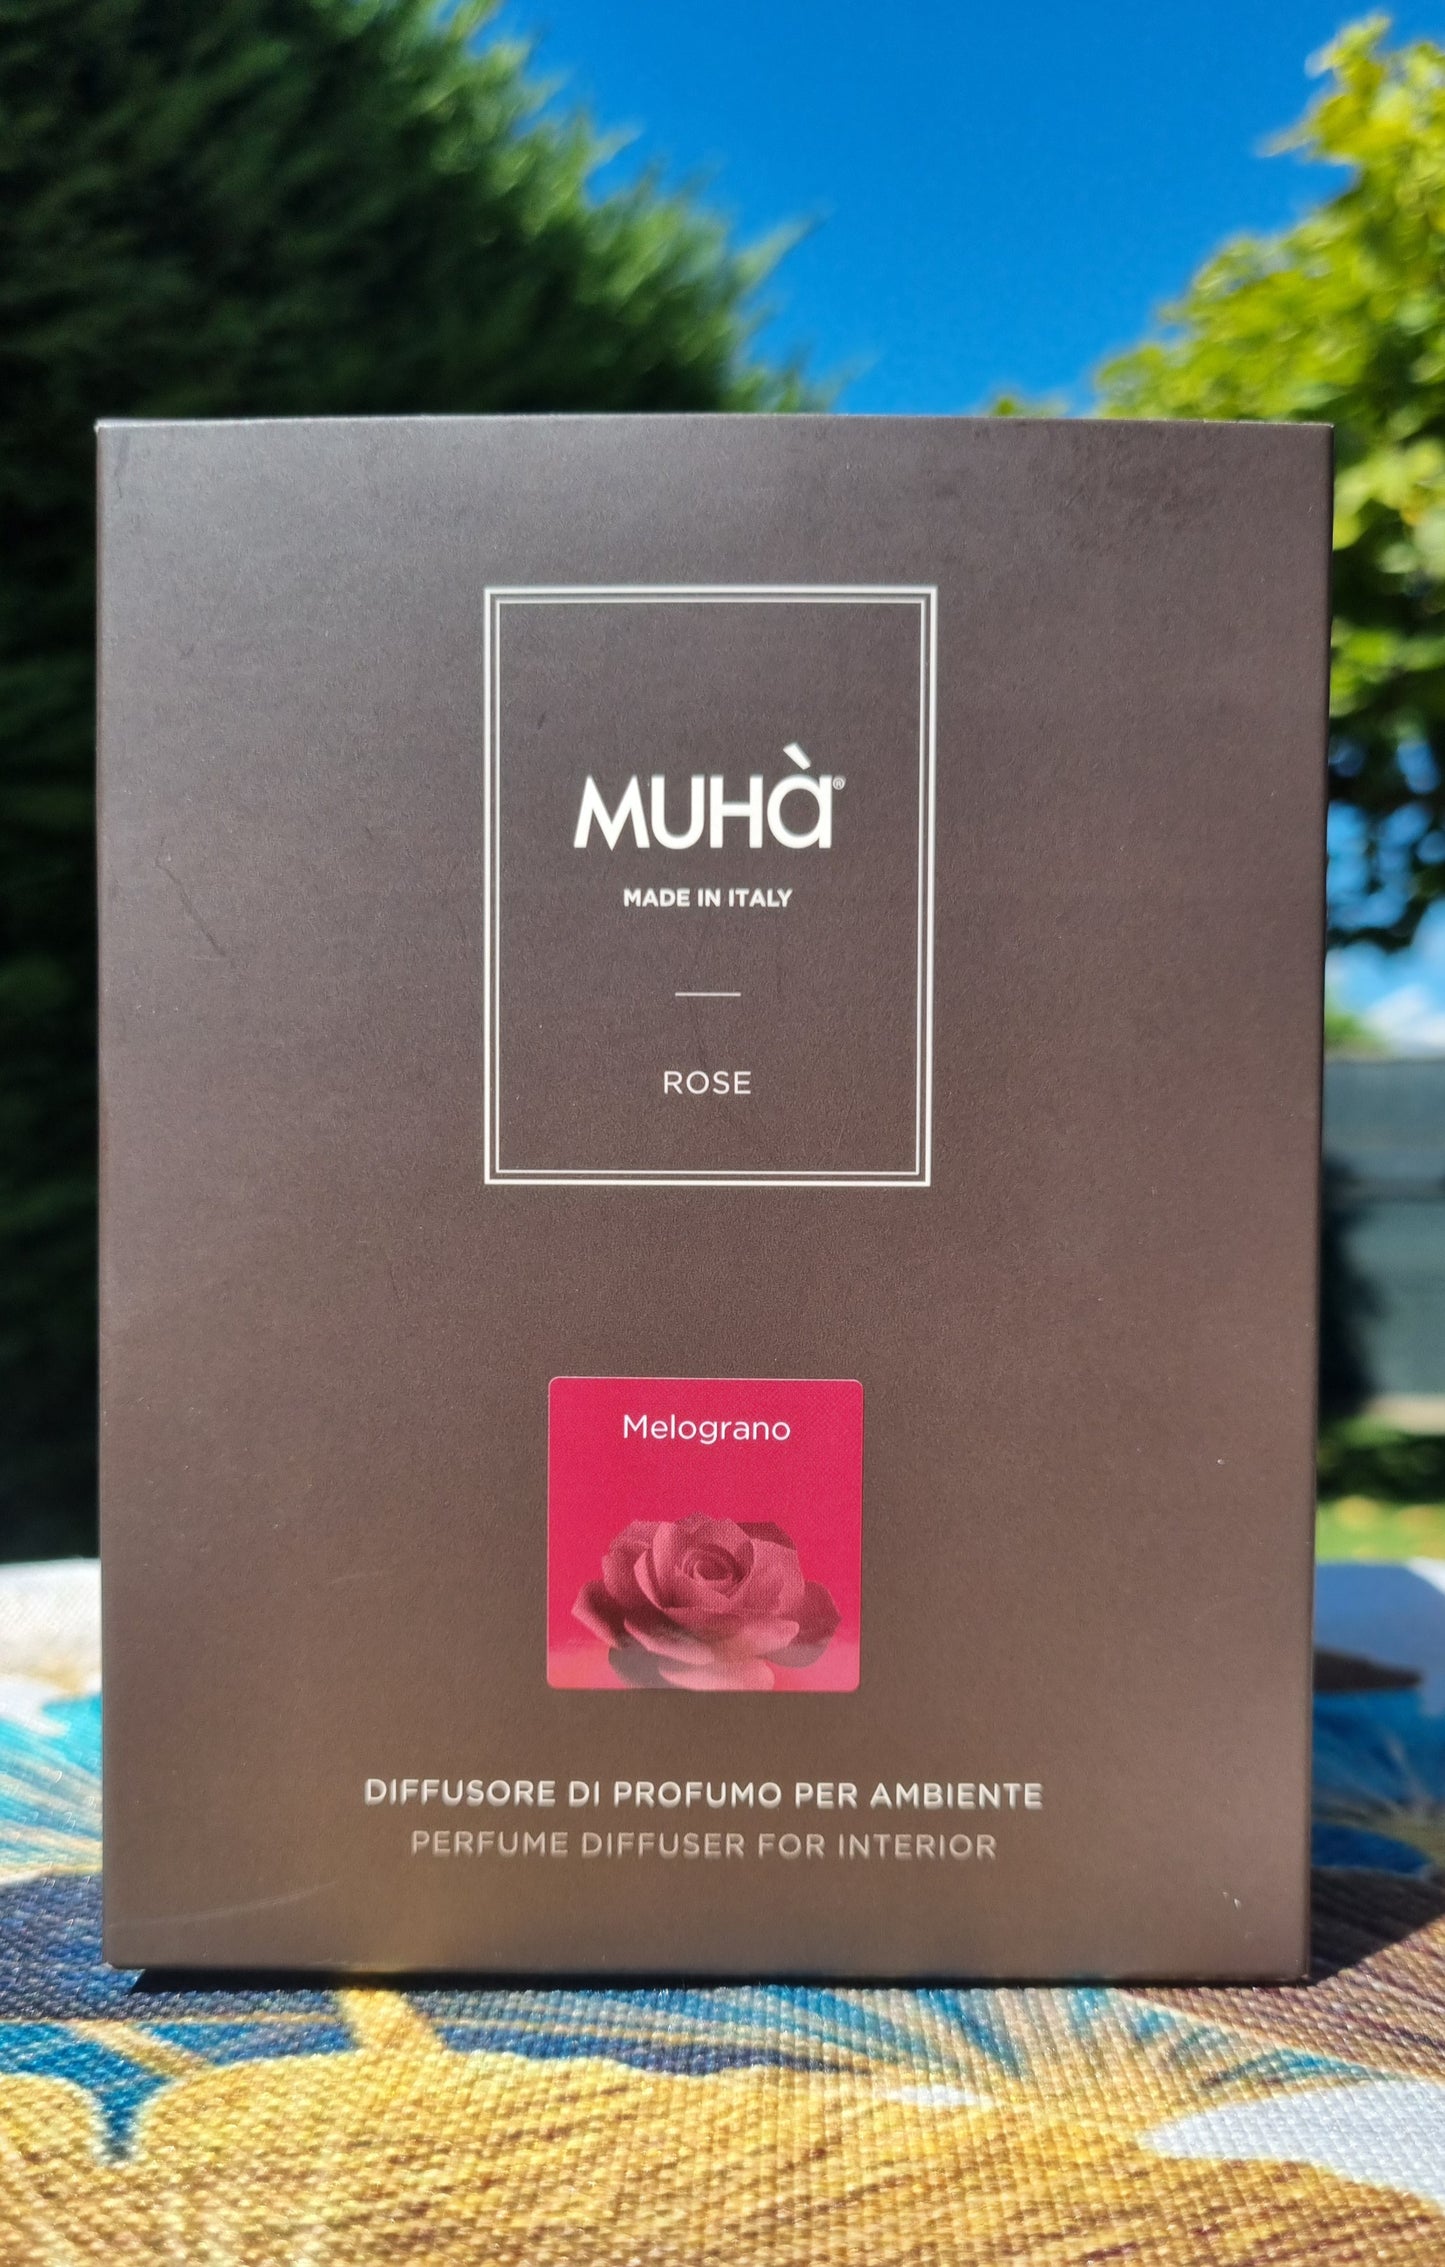 MUHà®
MADE IN ITALY
ROSE
Melograno
DIFFUSORE DI PROFUMO PER AMBIENTE
PERFUME DIFFUSER FOR INTERIOR